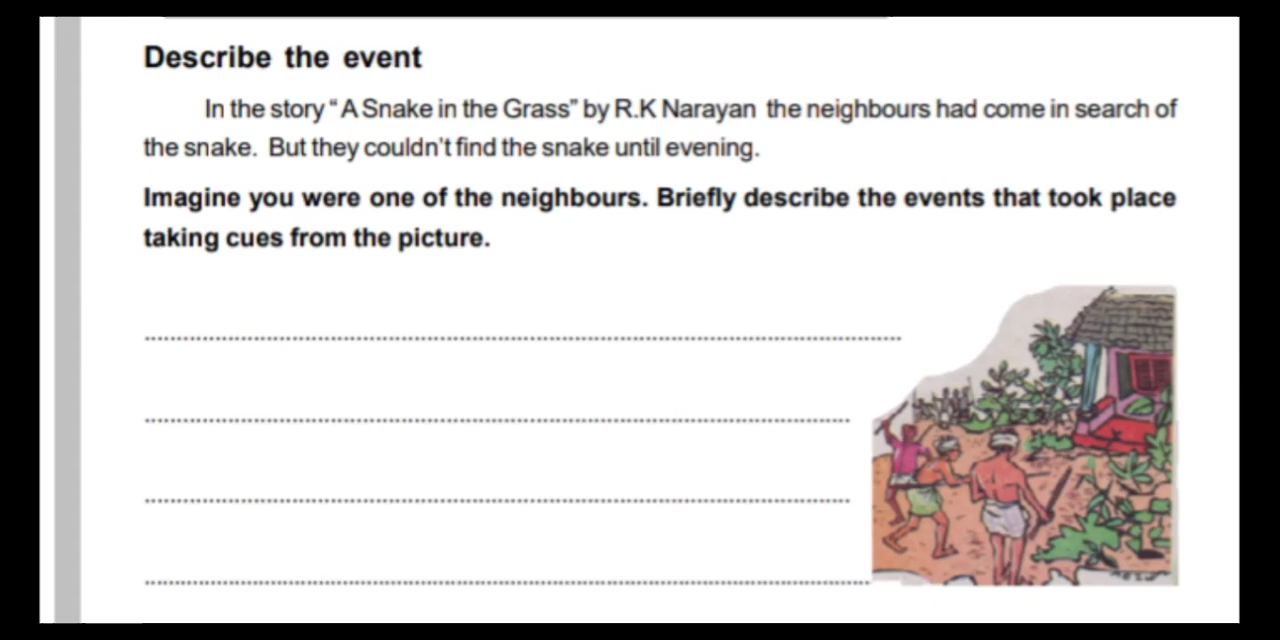 Describe the event
In the story “A Snake in the Grass” by R.K Narayan the neighbours had come in search of
the snake. But they couldn't find the snake until evening.
Imagine you were one of the neighbours. Briefly describe the events that took place
taking cues from the picture.